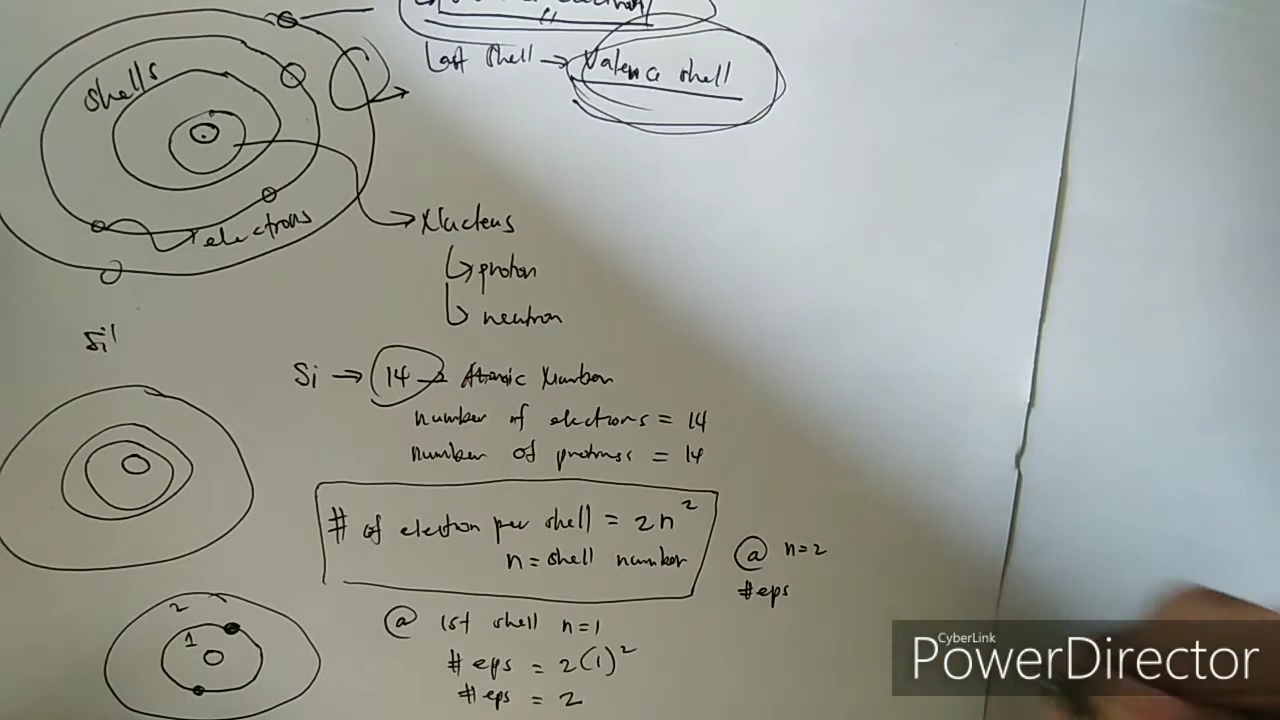 Last shell → Valence shell
shells
electrons
Nucleus
proton
neutron
Si
Si → 14 → Atomic Number
number of electrons = 14
number of protons = 14
# of electron per shell = 2n²
n = shell number
@ n=2
#eps
@ 1st shell n=1
#eps = 2(1)²
#eps = 2
2
1
CyberLink
PowerDirector